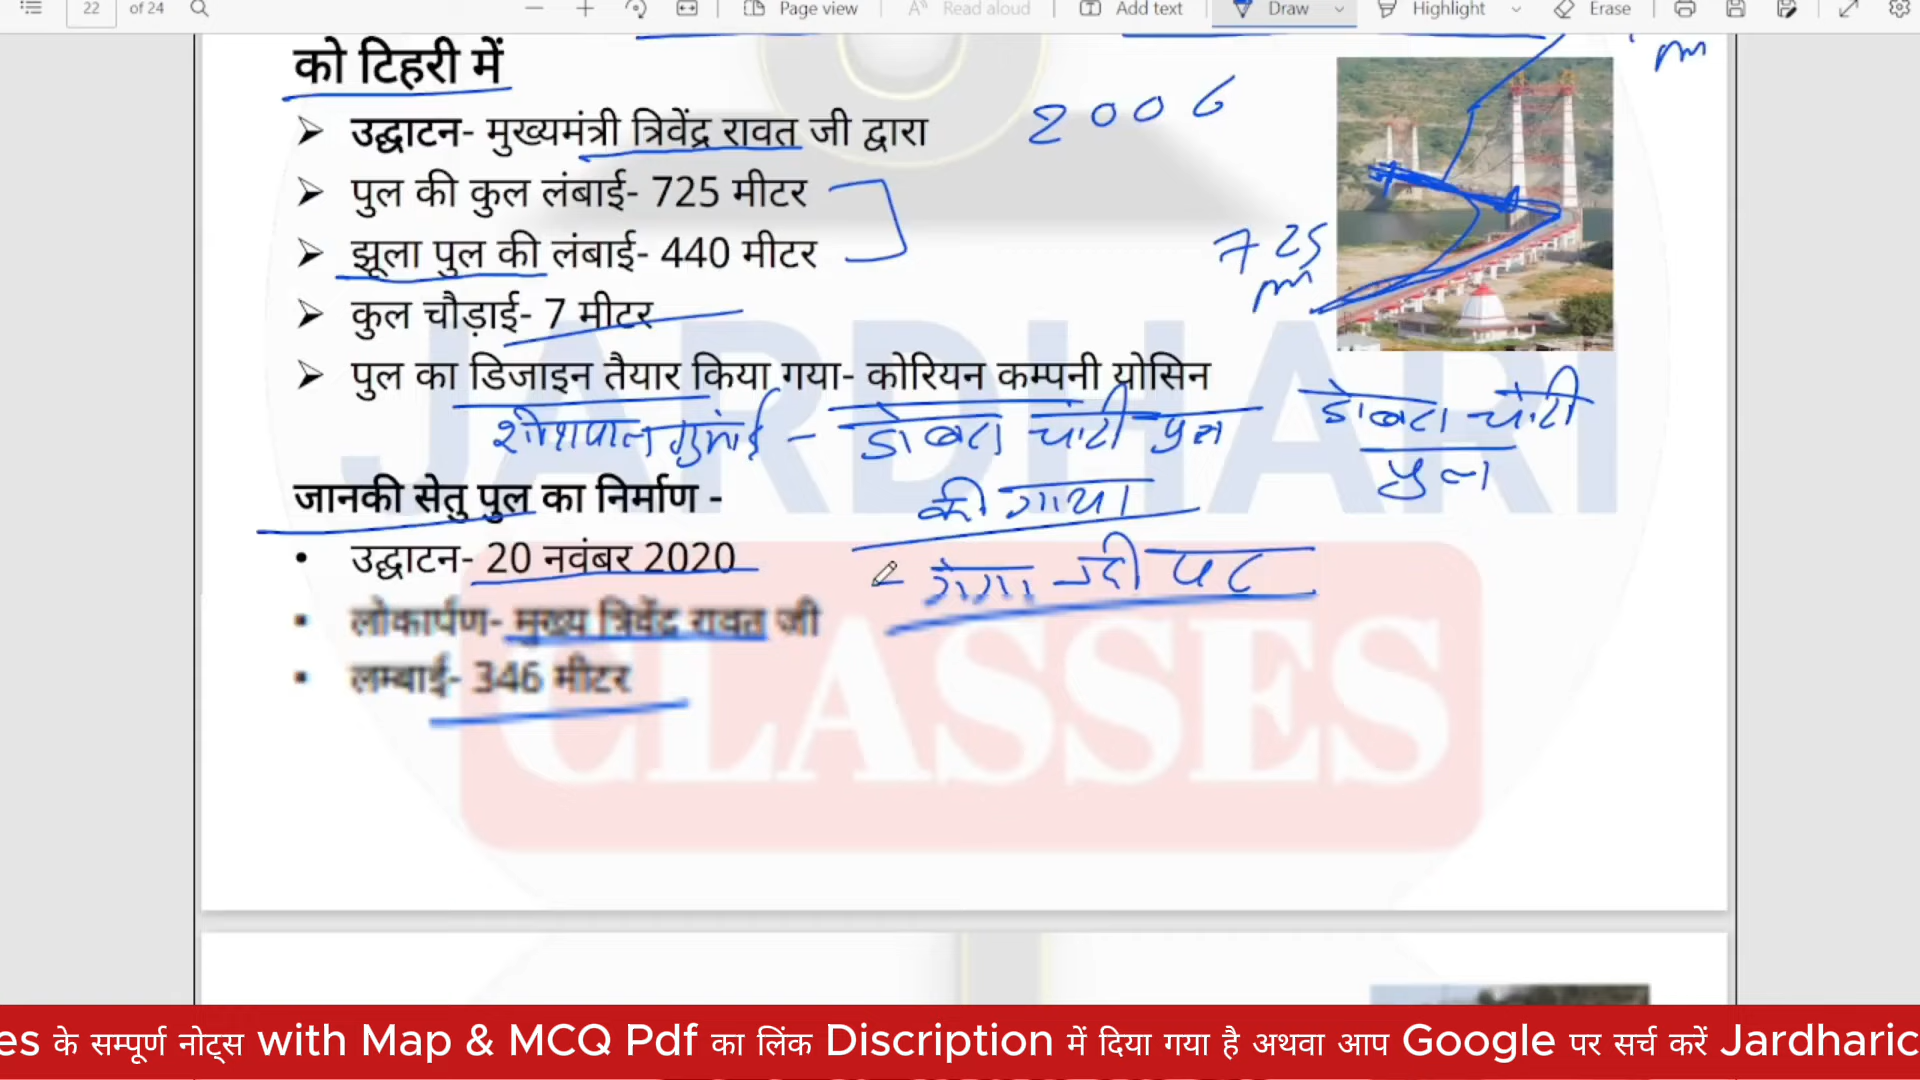 22 of 24 Page view Read aloud Add text Draw Highlight Erase
को टिहरी में
m
➤ उद्घाटन- मुख्यमंत्री त्रिवेंद्र रावत जी द्वारा
2006
➤ पुल की कुल लंबाई- 725 मीटर
➤ झूला पुल की लंबाई- 440 मीटर
725
m
➤ कुल चौड़ाई- 7 मीटर
➤ पुल का डिजाइन तैयार किया गया- कोरियन कम्पनी योसिन
- डोबरा चांटी पुल
डोबरा चांटी
पुल
जानकी सेतु पुल का निर्माण -
• उद्घाटन- 20 नवंबर 2020
- गंगा नदी पर
▪ लोकार्पण- मुख्य त्रिवेंद्र रावत जी
▪ लम्बाई- 346 मीटर
JARDHARI
CLASSES
es के सम्पूर्ण नोट्स with Map & MCQ Pdf का लिंक Discription में दिया गया है अथवा आप Google पर सर्च करें Jardharic